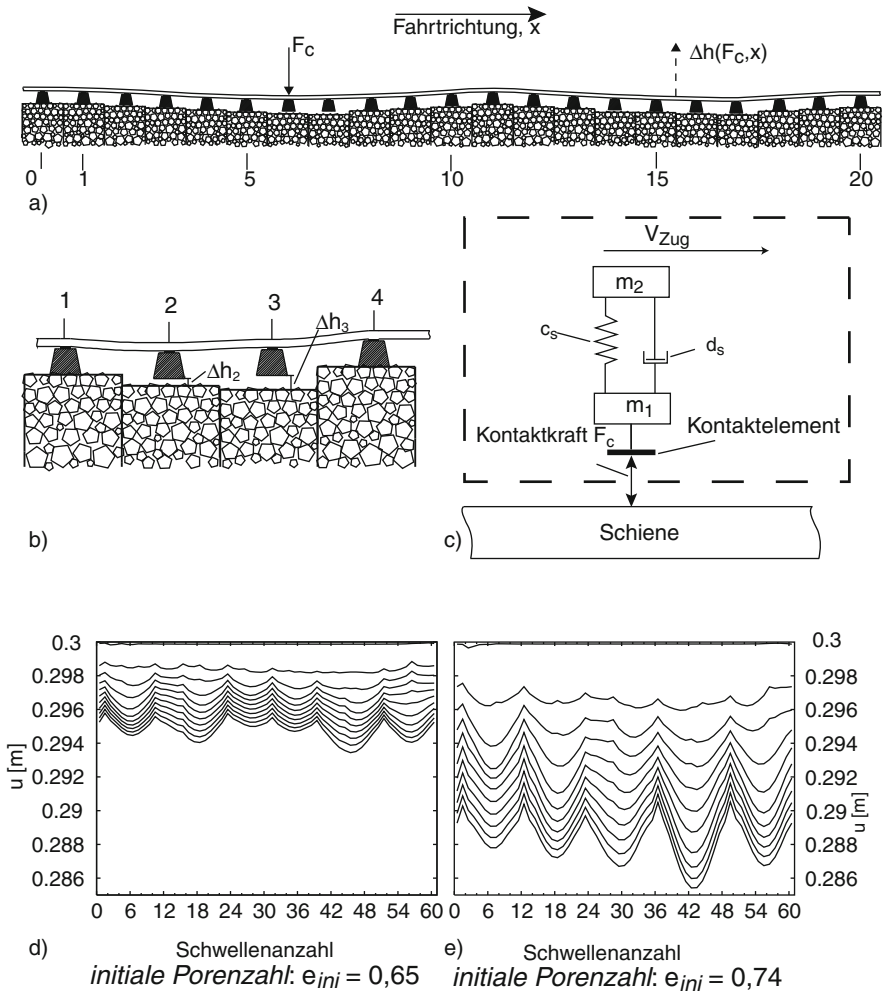 Fahrtrichtung, x
F_c
Δh(F_c,x)
0 1 5 10 15 20
a)
1 2 3 4
Δh_3
Δh_2
b)
V_Zug
m_2
c_s
d_s
m_1
Kontaktkraft F_c
Kontaktelement
Schiene
c)
0.3
0.298
0.296
0.294
0.292
0.29
0.288
0.286
u [m]
0 6 12 18 24 30 36 42 48 54 60
0.3
0.298
0.296
0.294
0.292
0.29
0.288
0.286
u [m]
0 6 12 18 24 30 36 42 48 54 60
d)
Schwellenanzahl
initiale Porenzahl: e_ini = 0,65
e)
Schwellenanzahl
initiale Porenzahl: e_ini = 0,74